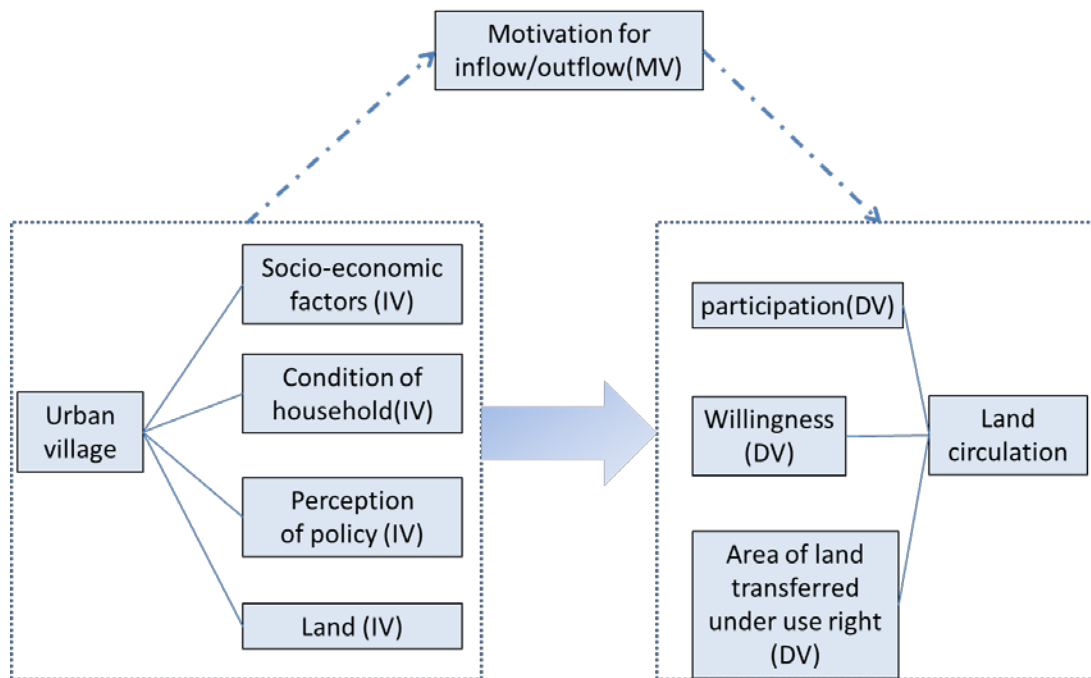 Motivation for
inflow/outflow(MV)
Socio-economic
factors (IV)
Condition of
household(IV)
Urban
village
Perception
of policy (IV)
Land (IV)
participation(DV)
Willingness
(DV)
Land
circulation
Area of land
transferred
under use right
(DV)